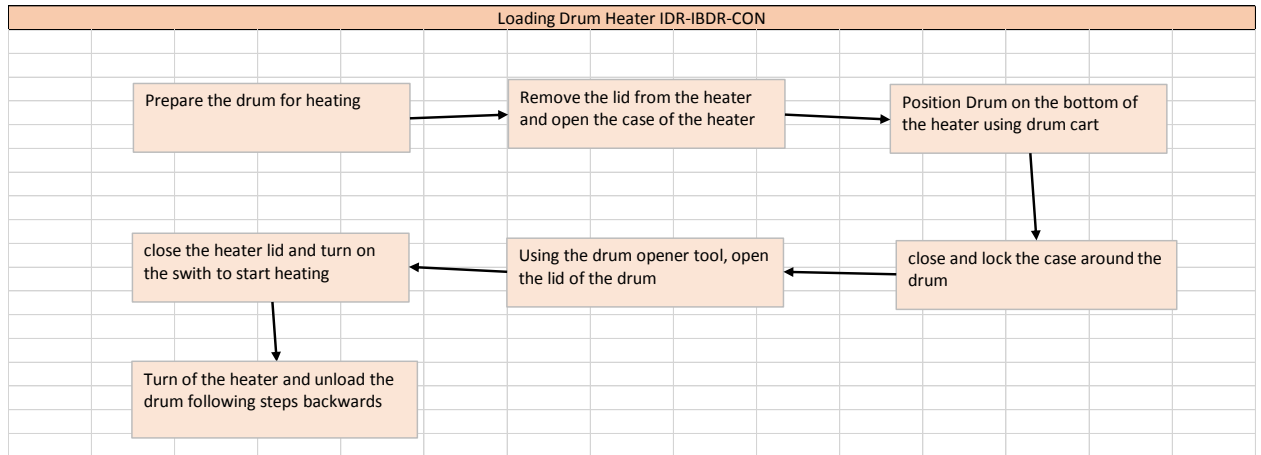 Loading Drum Heater IDR-IBDR-CON
Prepare the drum for heating
Remove the lid from the heater
and open the case of the heater
Position Drum on the bottom of
the heater using drum cart
close and lock the case around the
drum
Using the drum opener tool, open
the lid of the drum
close the heater lid and turn on
the swith to start heating
Turn of the heater and unload the
drum following steps backwards